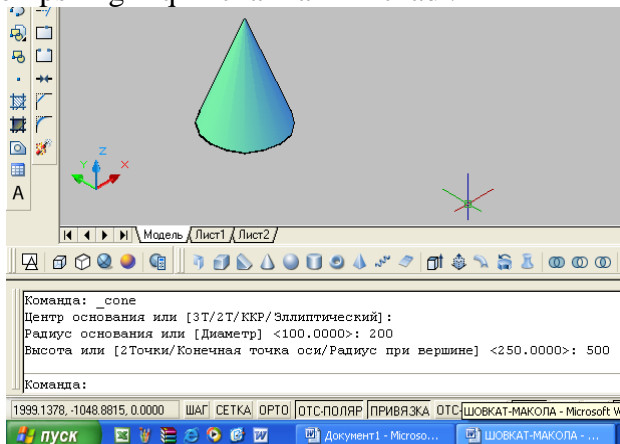 Z
Y
X
A
Модель Лист1 Лист2
Команда: _cone
Центр основания или [3Т/2Т/ККР/Эллиптический]:
Радиус основания или [Диаметр] <100.0000>: 200
Высота или [2Точки/Конечная точка оси/Радиус при вершине] <250.0000>: 500
Команда:
1999.1378, -1048.8815, 0.0000 ШАГ СЕТКА ОРТО ОТС-ПОЛЯР ПРИВЯЗКА ОТС- ШОВКАТ-МАКОЛА - Microsoft
пуск Документ1 - Microso... ШОВКАТ-МАКОЛА - ...